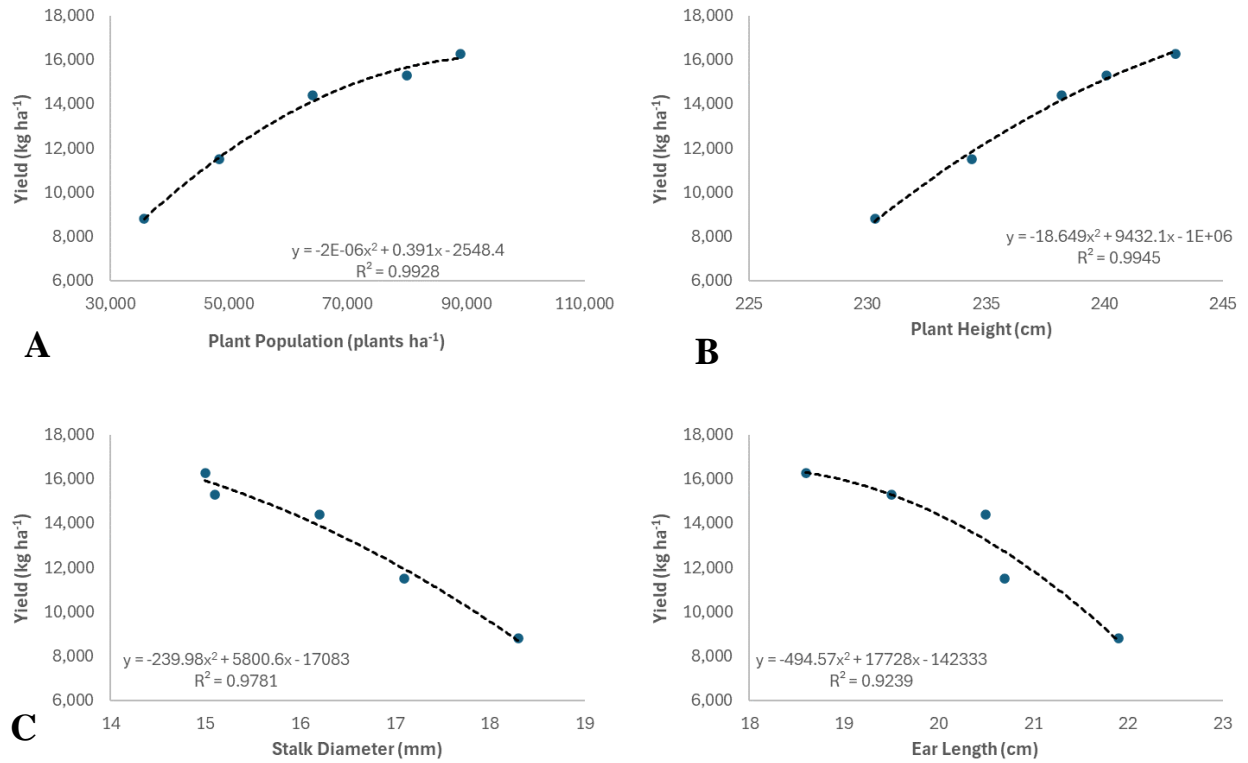 18,000
16,000
14,000
12,000
10,000
8,000
6,000
Yield (kg ha⁻¹)
y = -2E-06x² + 0.391x - 2548.4
R² = 0.9928
30,000 50,000 70,000 90,000 110,000
Plant Population (plants ha⁻¹)
A
18,000
16,000
14,000
12,000
10,000
8,000
6,000
Yield (kg ha⁻¹)
y = -18.649x² + 9432.1x - 1E+06
R² = 0.9945
225 230 235 240 245
Plant Height (cm)
B
18,000
16,000
14,000
12,000
10,000
8,000
6,000
Yield (kg ha⁻¹)
y = -239.98x² + 5800.6x - 17083
R² = 0.9781
14 15 16 17 18 19
Stalk Diameter (mm)
C
18,000
16,000
14,000
12,000
10,000
8,000
6,000
Yield (kg ha⁻¹)
y = -494.57x² + 17728x - 142333
R² = 0.9239
18 19 20 21 22 23
Ear Length (cm)